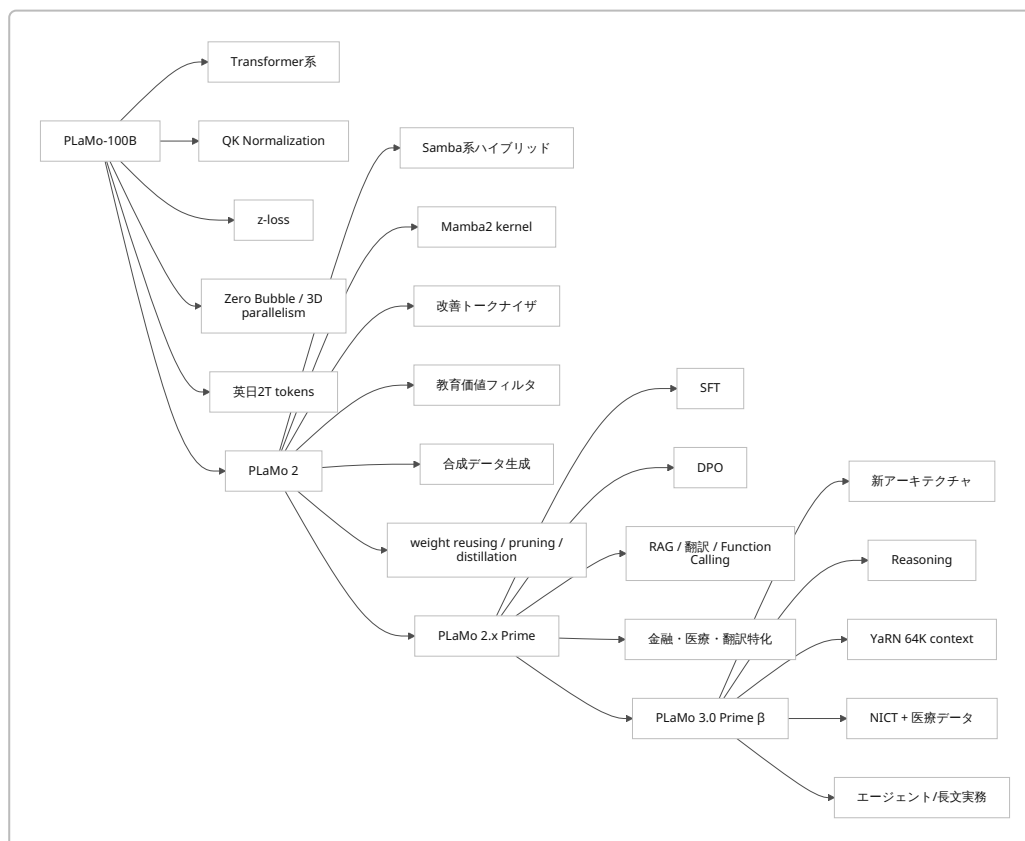 Transformer系
PLaMo-100B
QK Normalization
z-loss
Zero Bubble / 3D
parallelism
英日2T tokens
PLaMo 2
Samba系ハイブリッド
Mamba2 kernel
改善トークナイザ
教育価値フィルタ
合成データ生成
weight reusing / pruning /
distillation
PLaMo 2.x Prime
SFT
DPO
RAG / 翻訳 / Function
Calling
金融・医療・翻訳特化
PLaMo 3.0 Prime β
新アーキテクチャ
Reasoning
YaRN 64K context
NICT + 医療データ
エージェント/長文実務